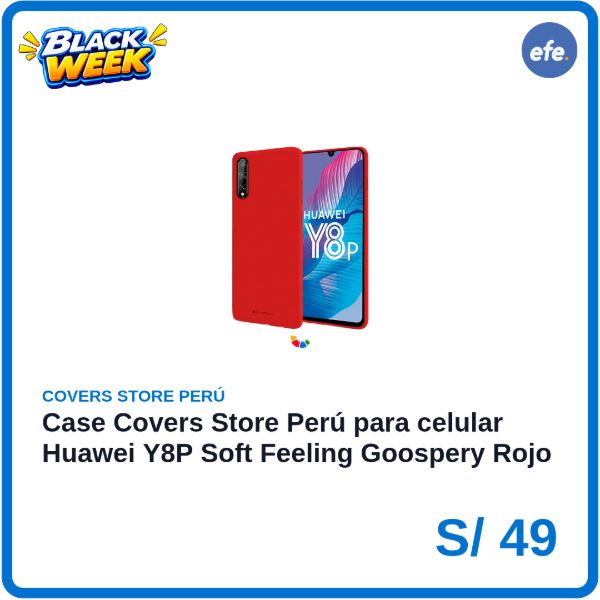 BLACK
WEEK
efe.
HUAWEI
Y8P
COVERS STORE PERÚ
Case Covers Store Perú para celular
Huawei Y8P Soft Feeling Goospery Rojo
S/ 49